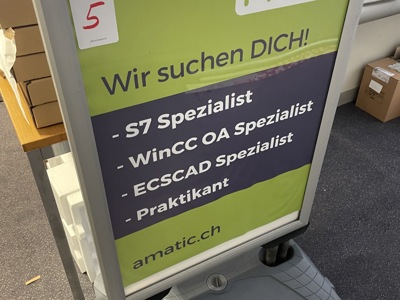 5
Wir suchen DICH!
- S7 Spezialist
- WinCC OA Spezialist
- ECSCAD Spezialist
- Praktikant
amatic.ch